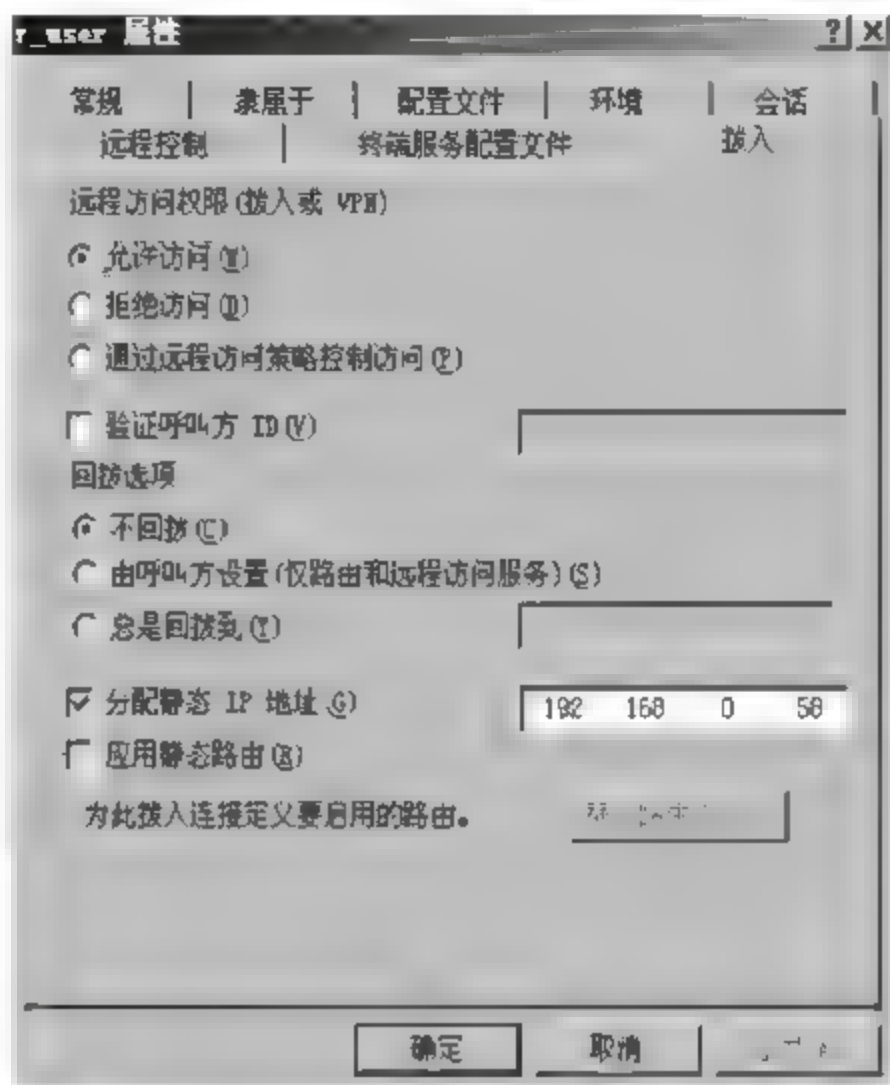 r_user 属性
常规 隶属于 配置文件 环境 会话
远程控制 终端服务配置文件 拨入
远程访问权限(拨入或 VPN)
允许访问(W)
拒绝访问(D)
通过远程访问策略控制访问(P)
验证呼叫方 ID(V)
回拨选项
不回拨(C)
由呼叫方设置(仅路由和远程访问服务)(S)
总是回拨到(Y)
分配静态 IP 地址(G) 192 168 0 58
应用静态路由(R)
为此拨入连接定义要启用的路由。
确定 取消